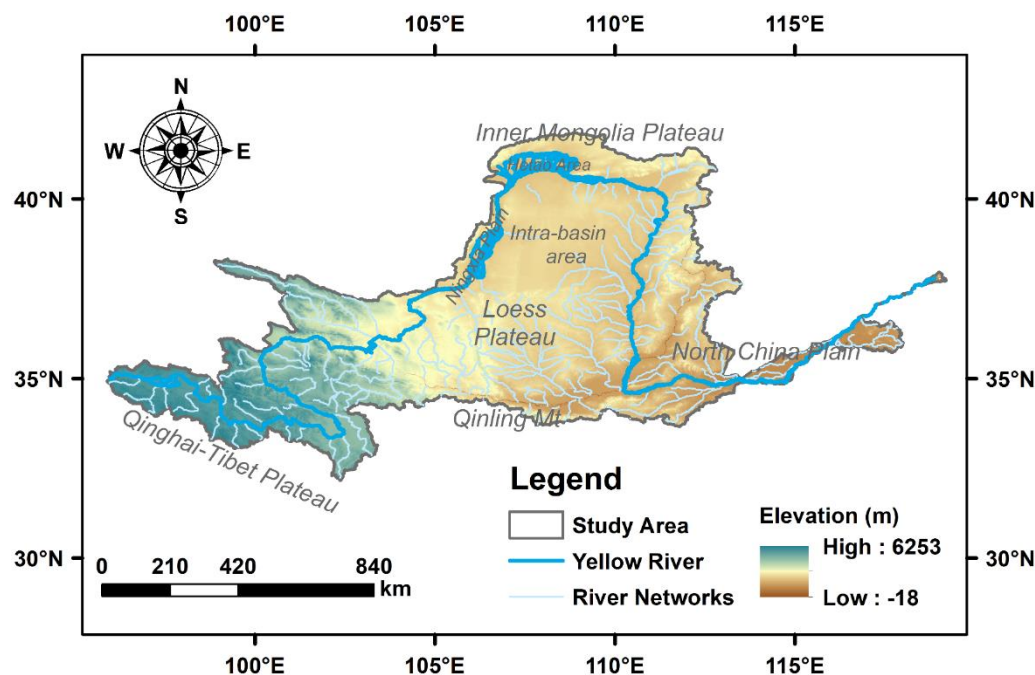 100°E
105°E
110°E
115°E
N
W
E
S
Inner Mongolia Plateau
Hetao Area
40°N
40°N
Intra-basin
area
Ningxia Plain
Loess
Plateau
North China Plain
35°N
35°N
Qinling Mt.
Qinghai-Tibet Plateau
Legend
Study Area
Yellow River
River Networks
Elevation (m)
High : 6253
Low : -18
30°N
30°N
0 210 420 840
km
100°E
105°E
110°E
115°E